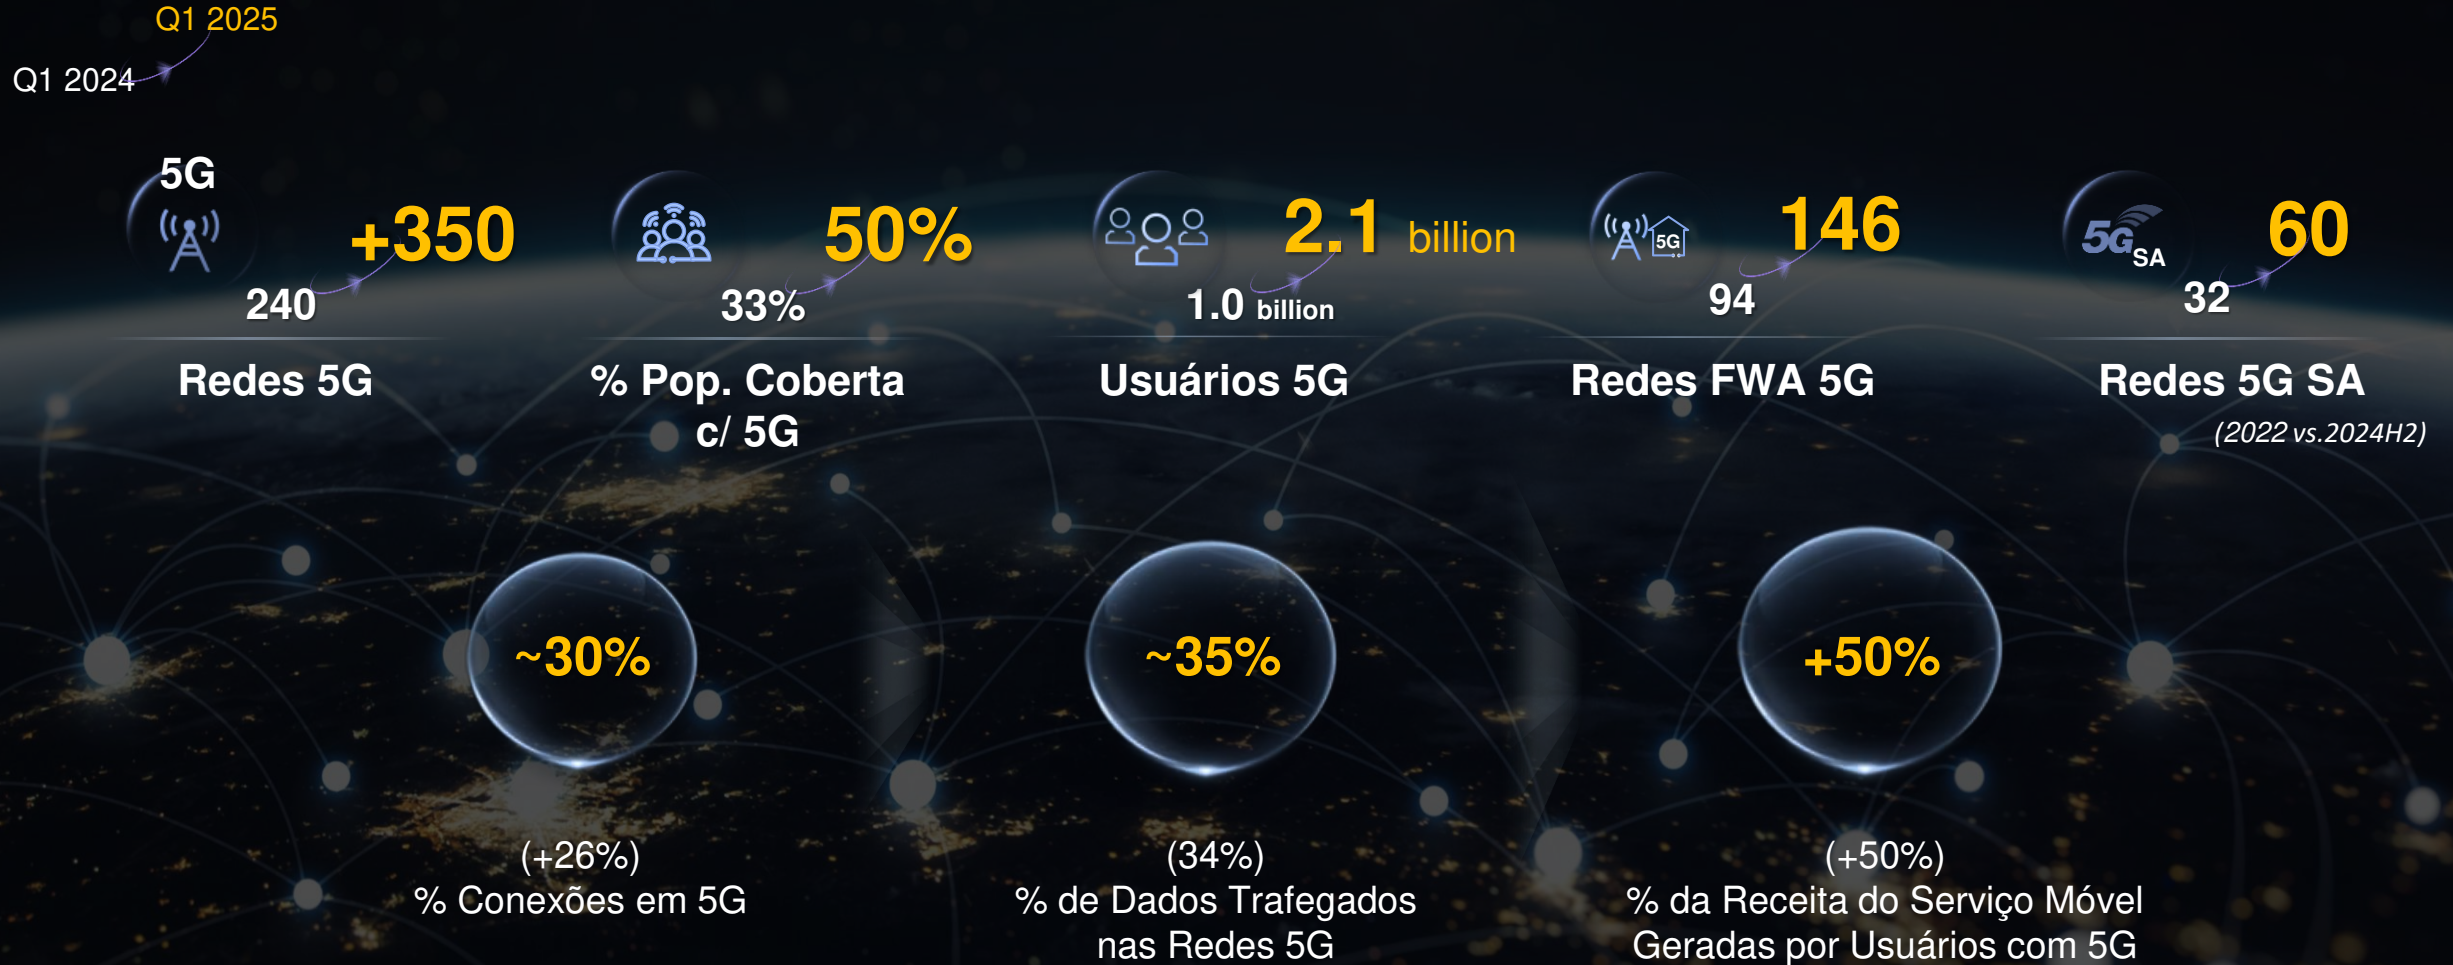 Q1 2025
Q1 2024
5G
+350
240
Redes 5G
50%
33%
% Pop. Coberta
c/ 5G
2.1 billion
1.0 billion
Usuários 5G
5G
146
94
Redes FWA 5G
5G SA
60
32
Redes 5G SA
(2022 vs.2024H2)
~30%
(+26%)
% Conexões em 5G
~35%
(34%)
% de Dados Trafegados
nas Redes 5G
+50%
(+50%)
% da Receita do Serviço Móvel
Geradas por Usuários com 5G